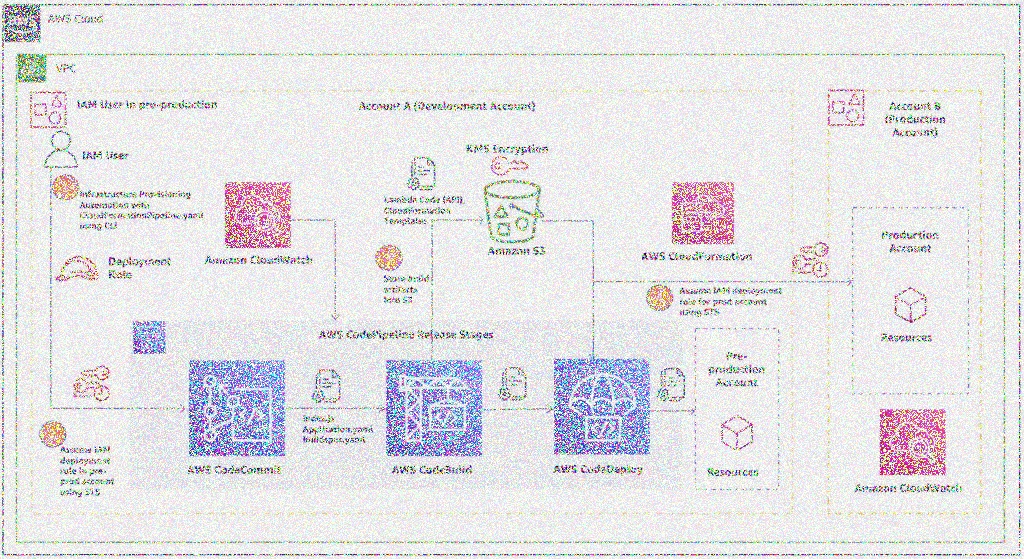 AWS Cloud
VPC
IAM User in pre-production
Account A (Development Account)
Account B
(Production
Account)
IAM User
KMS Encryption
Infrastructure Provisioning
Automation with
using CLI
Lambda Code (API),
CloudFormation
Templates
Amazon S3
Amazon CloudWatch
AWS CloudFormation
Production
Account
Resources
Deployment
Role
Store build
artifacts
into S3
Assume IAM deployment
role for prod account
using STS
AWS CodePipeline Release Stages
Pre-
production
Account
Resources
Index.js
Application.yaml
buildspec.yaml
AWS CodeCommit
AWS CodeBuild
AWS CodeDeploy
Assume IAM
deployment
role in pre-
prod account
using STS
Amazon CloudWatch